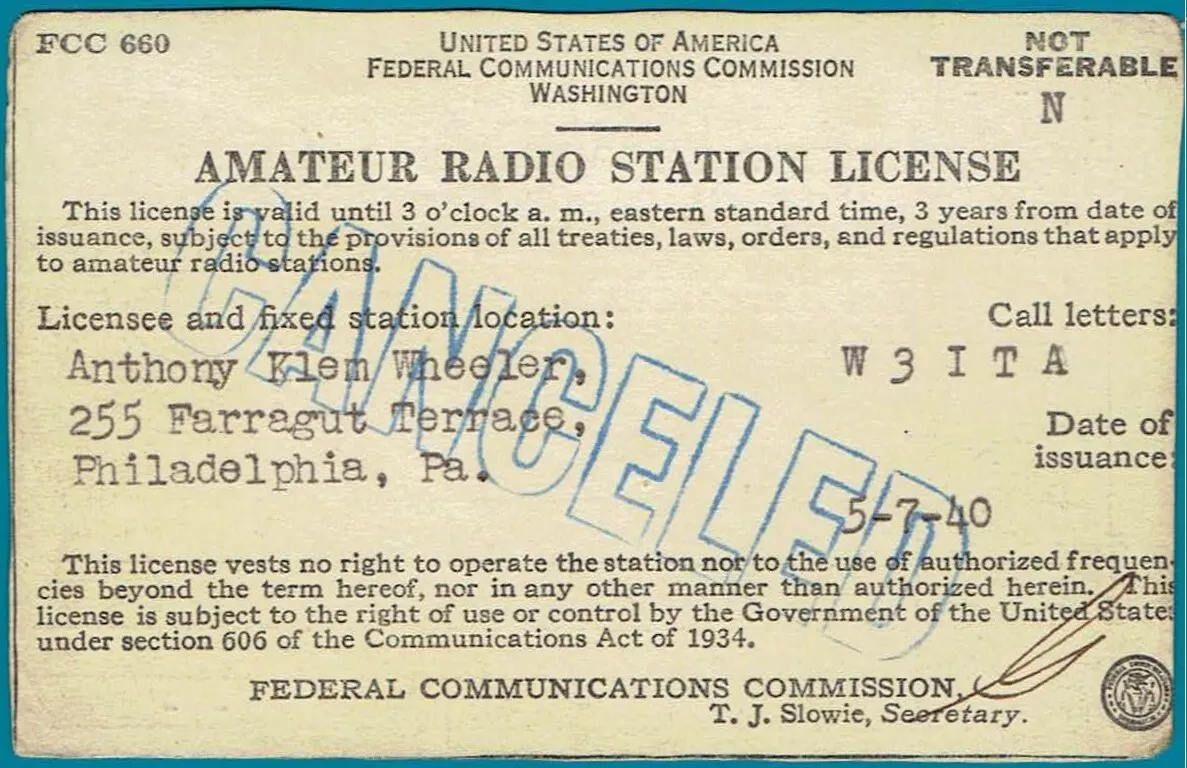 FCC 660
UNITED STATES OF AMERICA
FEDERAL COMMUNICATIONS COMMISSION
WASHINGTON
NOT
TRANSFERABLE
N
AMATEUR RADIO STATION LICENSE
This license is valid until 3 o'clock a. m., eastern standard time, 3 years from date of
issuance, subject to the provisions of all treaties, laws, orders, and regulations that apply
to amateur radio stations.
Licensee and fixed station location:
Call letters:
Anthony Klem Wheeler,
W 3 I T A
255 Farragut Terrace,
Date of
issuance:
Philadelphia, Pa.
5-7-40
CANCELED
This license vests no right to operate the station nor to the use of authorized frequen-
cies beyond the term hereof, nor in any other manner than authorized herein. This
license is subject to the right of use or control by the Government of the United States
under section 606 of the Communications Act of 1934.
FEDERAL COMMUNICATIONS COMMISSION,
T. J. Slowie, Secretary.